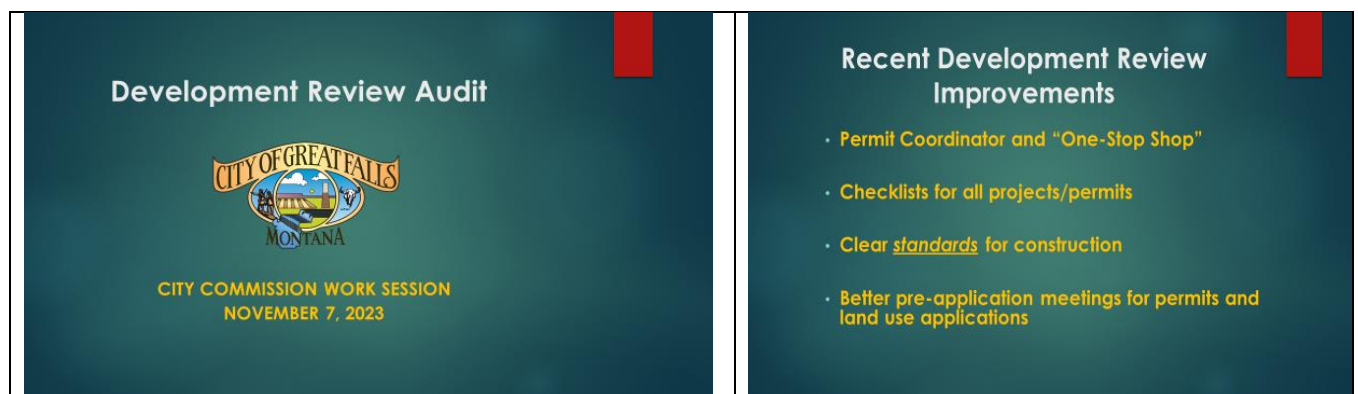 Development Review Audit
CITY OF GREAT FALLS
MONTANA
CITY COMMISSION WORK SESSION
NOVEMBER 7, 2023
Recent Development Review
Improvements
• Permit Coordinator and “One-Stop Shop”
• Checklists for all projects/permits
• Clear standards for construction
• Better pre-application meetings for permits and
land use applications